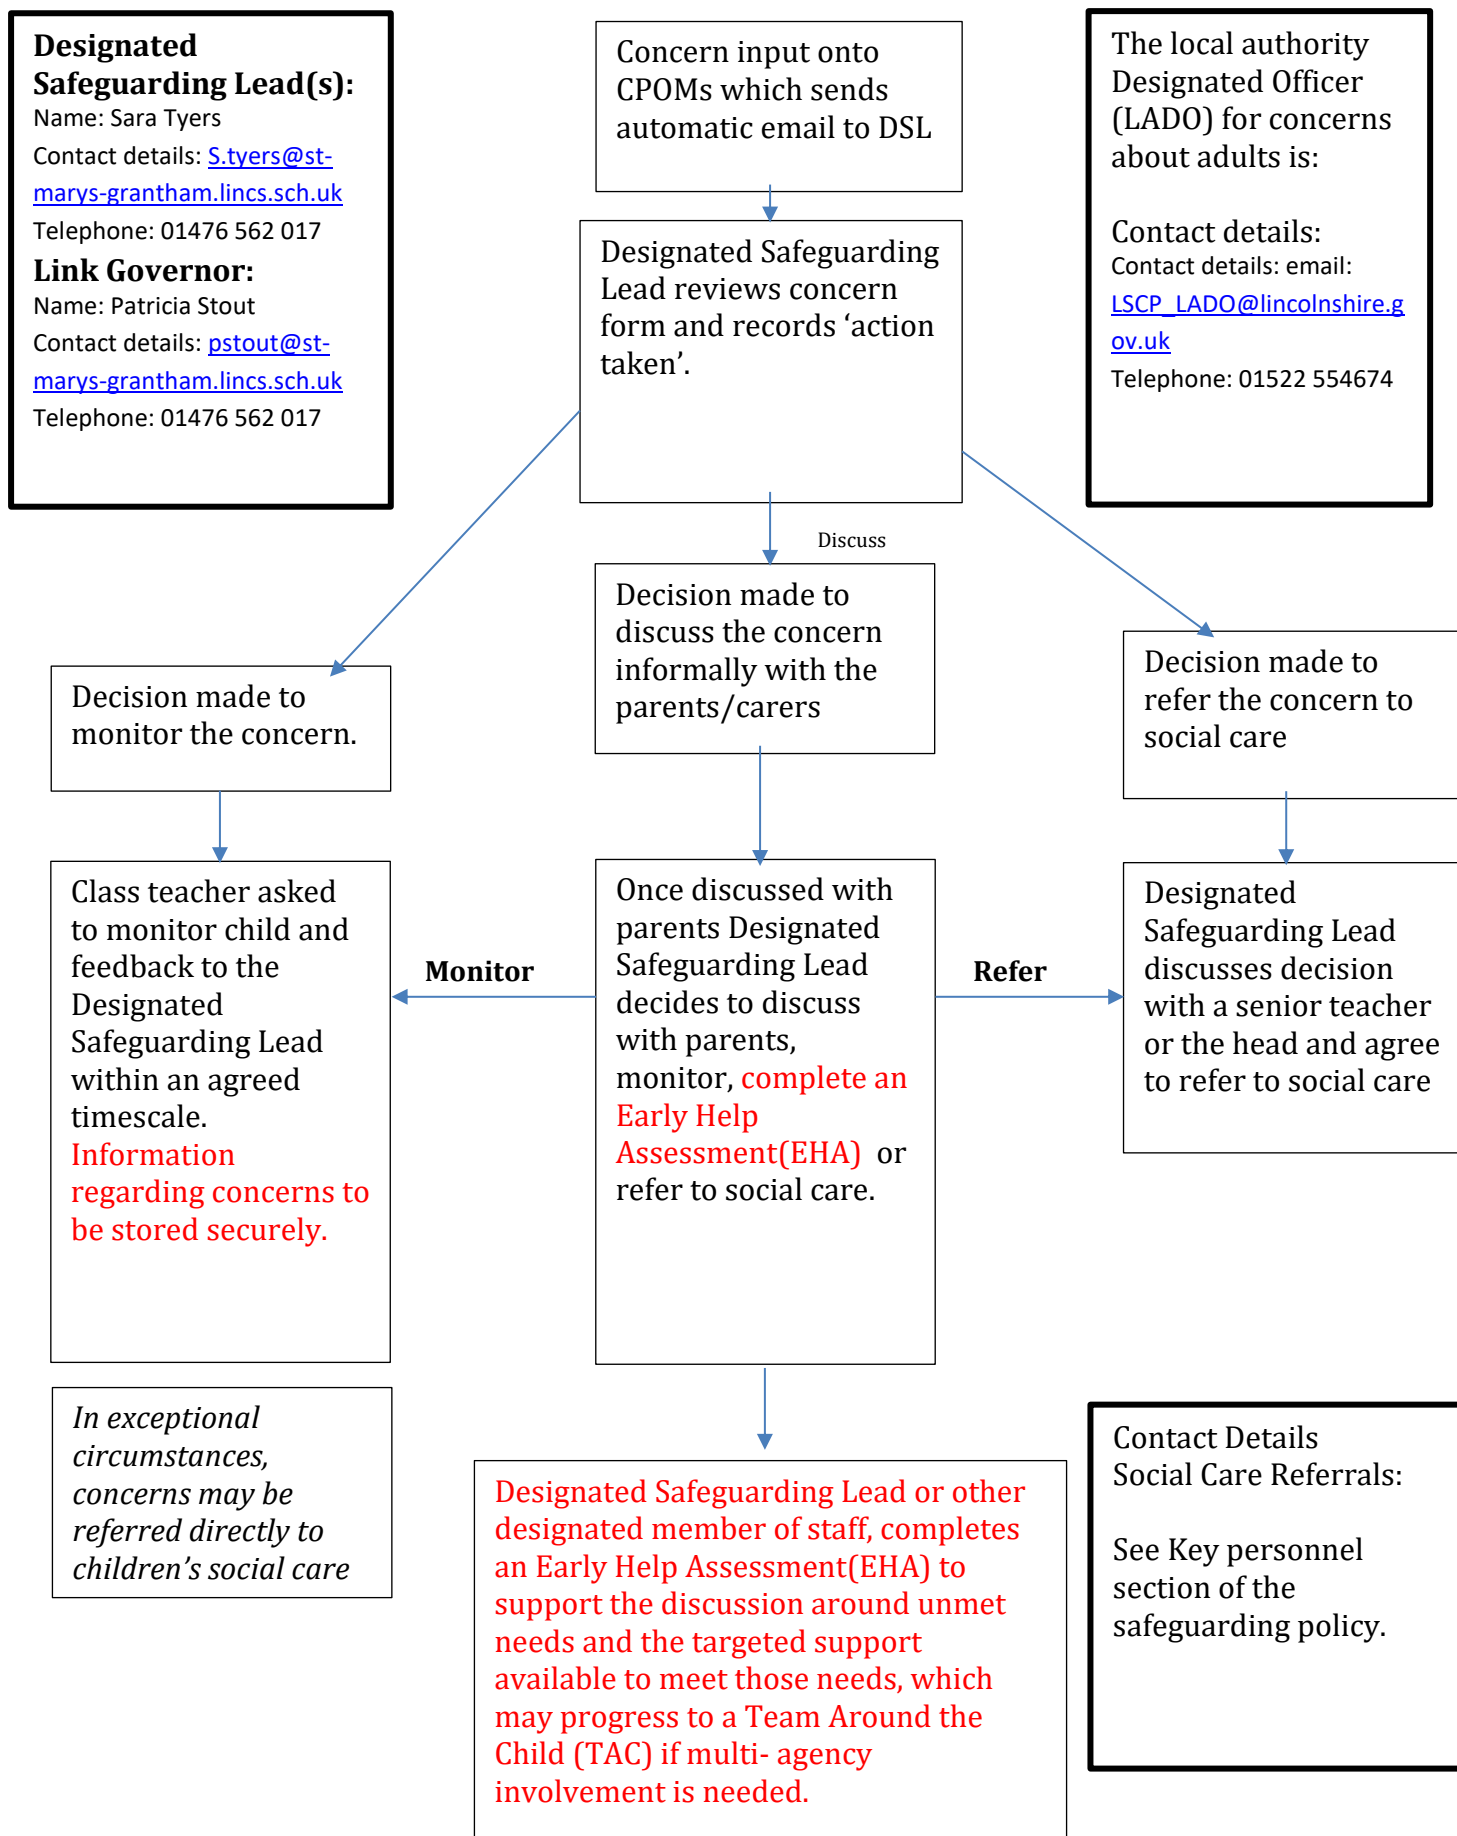 Designated
Safeguarding Lead(s):
Name: Sara Tyers
Contact details: S.tyers@st-
marys-grantham.lincs.sch.uk
Telephone: 01476 562 017
Link Governor:
Name: Patricia Stout
Contact details: pstout@st-
marys-grantham.lincs.sch.uk
Telephone: 01476 562 017
Concern input onto
CPOMs which sends
automatic email to DSL
The local authority
Designated Officer
(LADO) for concerns
about adults is:
Contact details:
Contact details: email:
LSCP_LADO@lincolnshire.g
ov.uk
Telephone: 01522 554674
Designated Safeguarding
Lead reviews concern
form and records ‘action
taken’.
Discuss
Decision made to
monitor the concern.
Decision made to
discuss the concern
informally with the
parents/carers
Decision made to
refer the concern to
social care
Class teacher asked
to monitor child and
feedback to the
Designated
Safeguarding Lead
within an agreed
timescale.
Information
regarding concerns to
be stored securely.
Monitor
Once discussed with
parents Designated
Safeguarding Lead
decides to discuss
with parents,
monitor, complete an
Early Help
Assessment(EHA) or
refer to social care.
Refer
Designated
Safeguarding Lead
discusses decision
with a senior teacher
or the head and agree
to refer to social care
In exceptional
circumstances,
concerns may be
referred directly to
children’s social care
Designated Safeguarding Lead or other
designated member of staff, completes
an Early Help Assessment(EHA) to
support the discussion around unmet
needs and the targeted support
available to meet those needs, which
may progress to a Team Around the
Child (TAC) if multi- agency
involvement is needed.
Contact Details
Social Care Referrals:
See Key personnel
section of the
safeguarding policy.